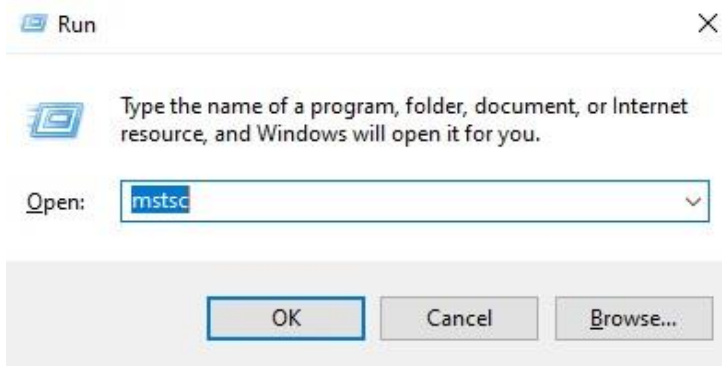 Run
Type the name of a program, folder, document, or Internet
resource, and Windows will open it for you.
Open: mstsc
OK Cancel Browse...